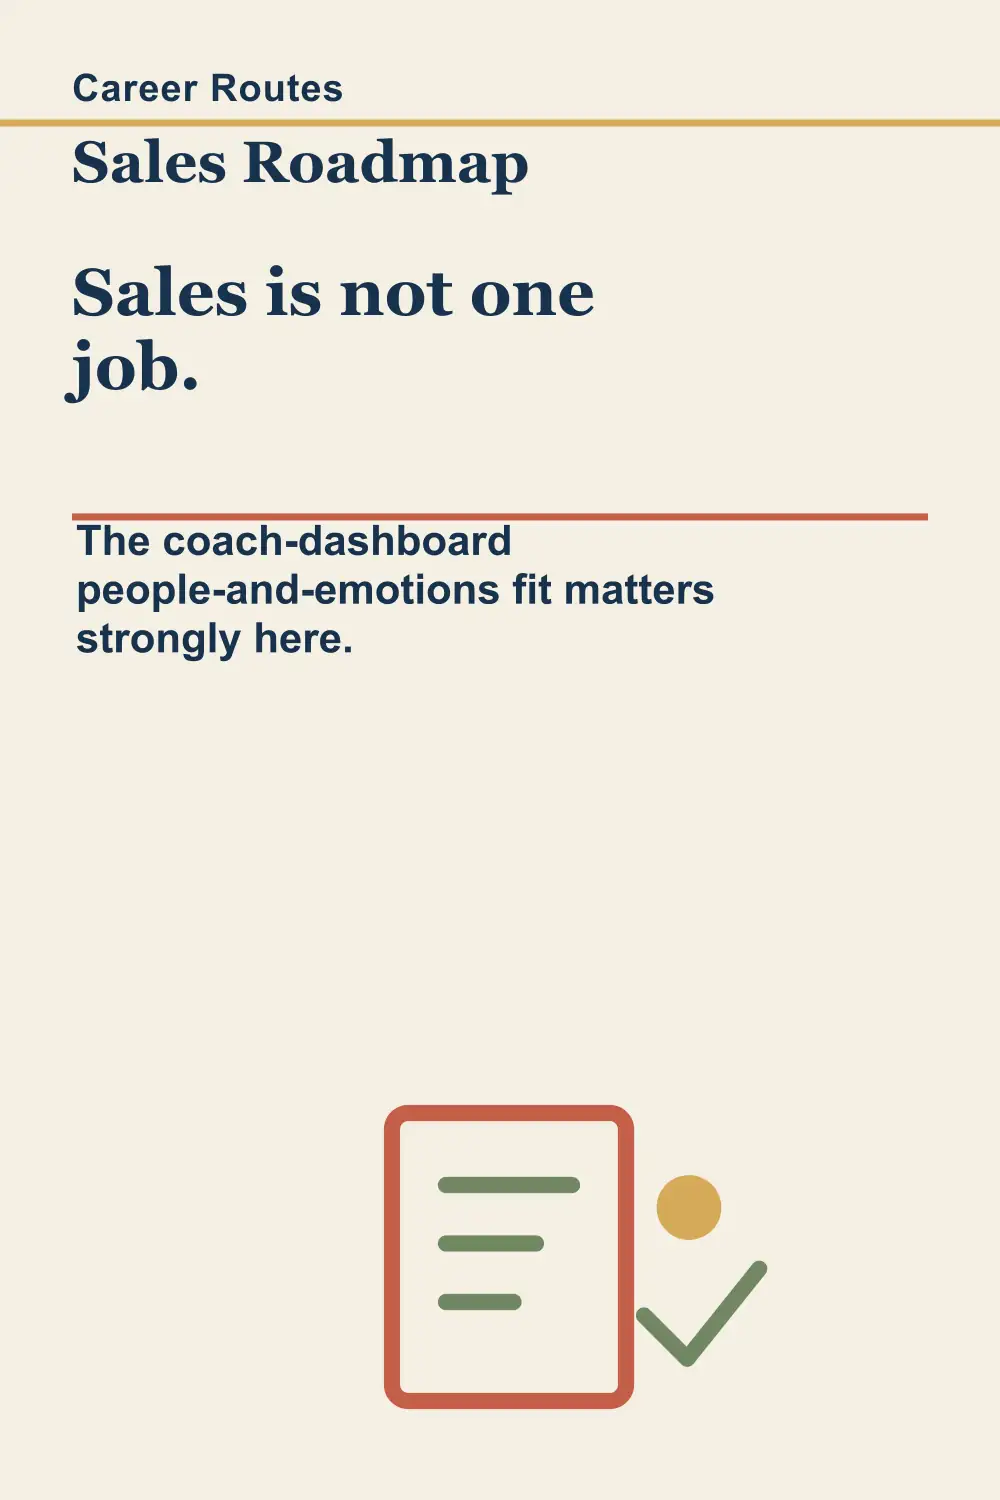 Career Routes
Sales Roadmap
Sales is not one
job.
The coach-dashboard
people-and-emotions fit matters
strongly here.